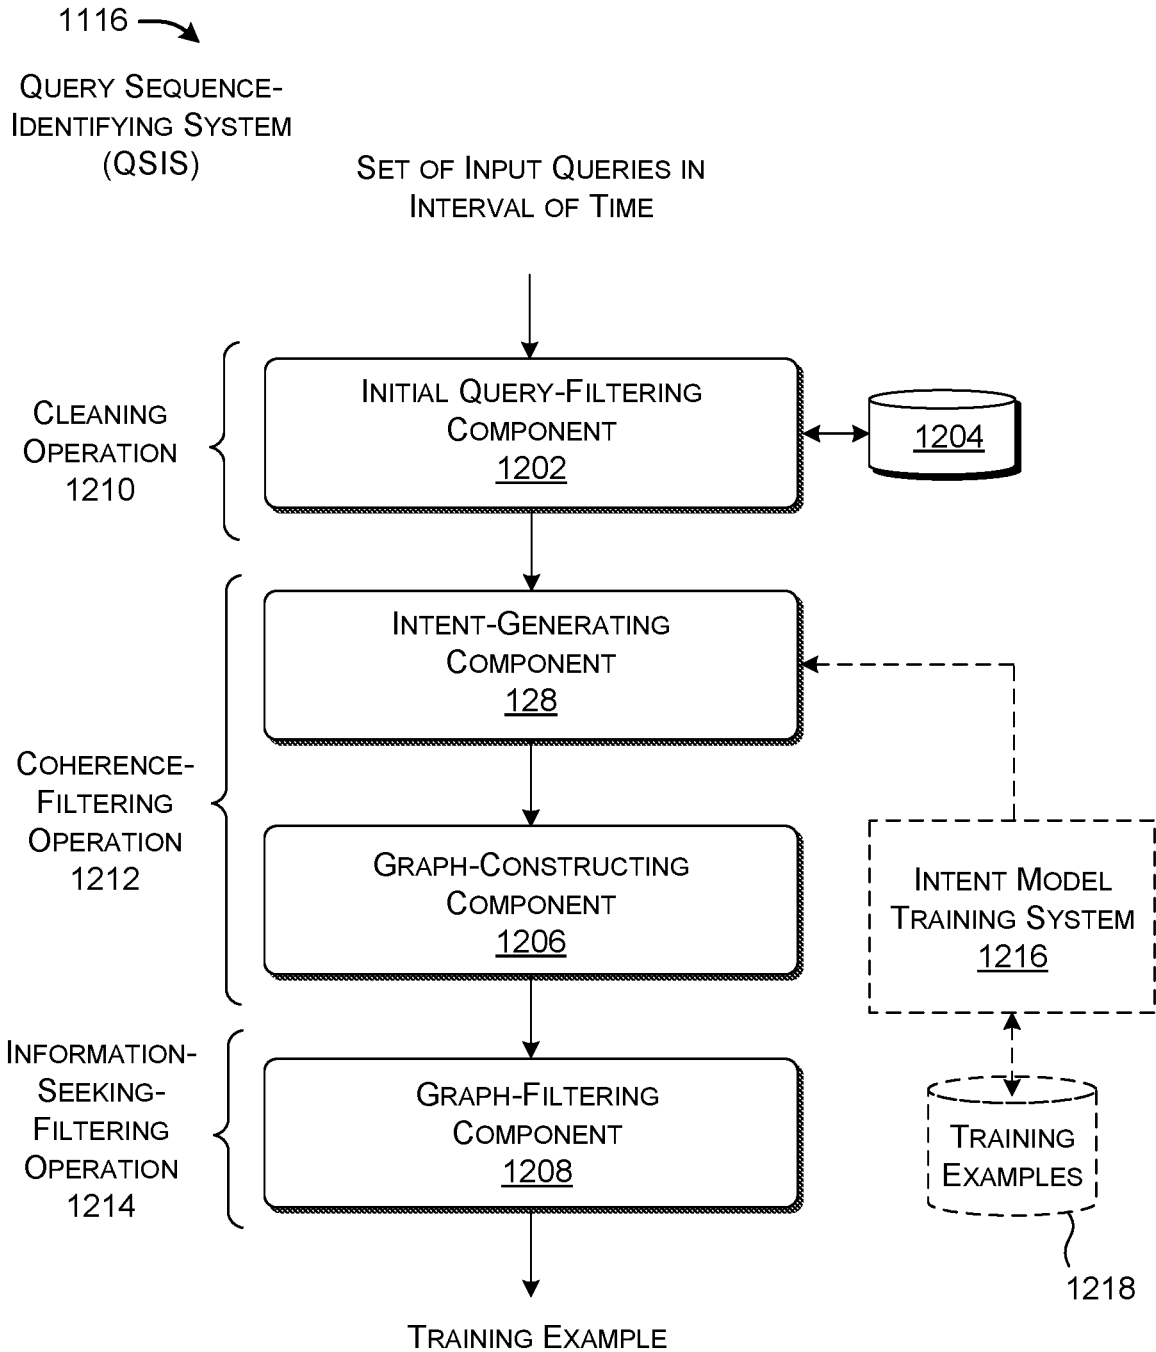 1116
QUERY SEQUENCE-
IDENTIFYING SYSTEM
(QSIS)
SET OF INPUT QUERIES IN
INTERVAL OF TIME
CLEANING
OPERATION
1210
INITIAL QUERY-FILTERING
COMPONENT
1202
1204
INTENT-GENERATING
COMPONENT
128
COHERENCE-
FILTERING
OPERATION
1212
GRAPH-CONSTRUCTING
COMPONENT
1206
INTENT MODEL
TRAINING SYSTEM
1216
INFORMATION-
SEEKING-
FILTERING
OPERATION
1214
GRAPH-FILTERING
COMPONENT
1208
TRAINING
EXAMPLES
1218
TRAINING EXAMPLE